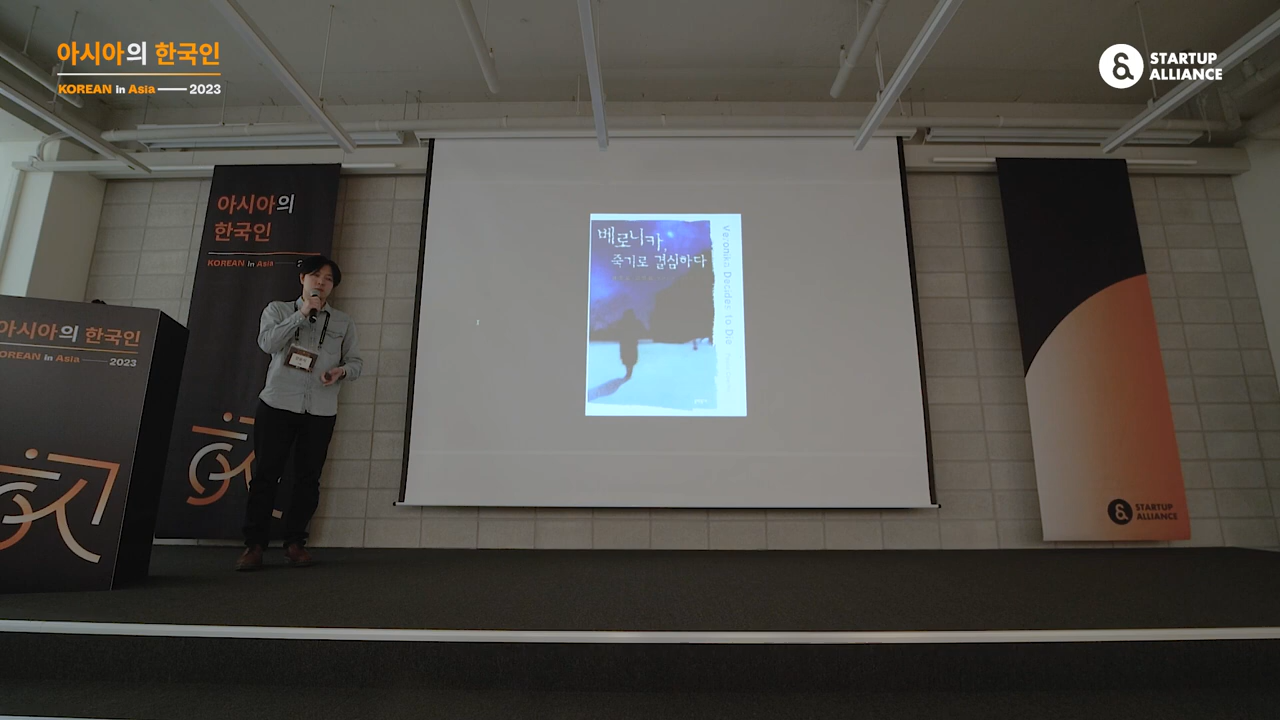 아시아의 한국인
KOREAN in Asia 2023
STARTUP
ALLIANCE
아시아의
한국인
KOREAN in Asia
베로니카,
죽기로 결심하다
Veronika Decides to Die
아시아의 한국인
KOREAN in Asia 2023
STARTUP
ALLIANCE